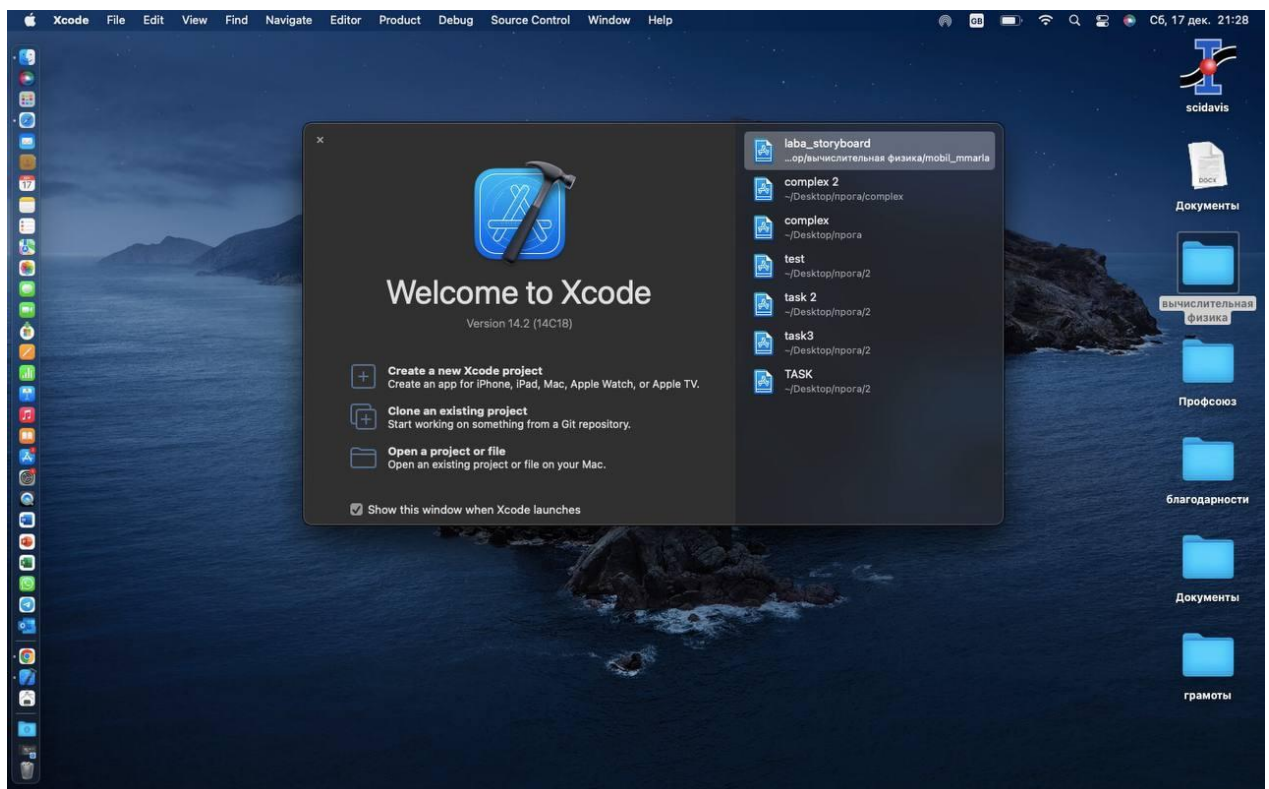 Xcode File Edit View Find Navigate Editor Product Debug Source Control Window Help
GB
Сб, 17 дек. 21:28
17
Welcome to Xcode
Version 14.2 (14C18)
Create a new Xcode project
Create an app for iPhone, iPad, Mac, Apple Watch, or Apple TV.
Clone an existing project
Start working on something from a Git repository.
Open a project or file
Open an existing project or file on your Mac.
Show this window when Xcode launches
laba_storyboard
...ор/вычислительная физика/mobil_mmarla
complex 2
~/Desktop/прога/complex
complex
~/Desktop/прога
test
~/Desktop/прога/2
task 2
~/Desktop/прога/2
task3
~/Desktop/прога/2
TASK
~/Desktop/прога/2
scidavis
DOCX
Документы
вычислительная
физика
Профсоюз
благодарности
Документы
грамоты